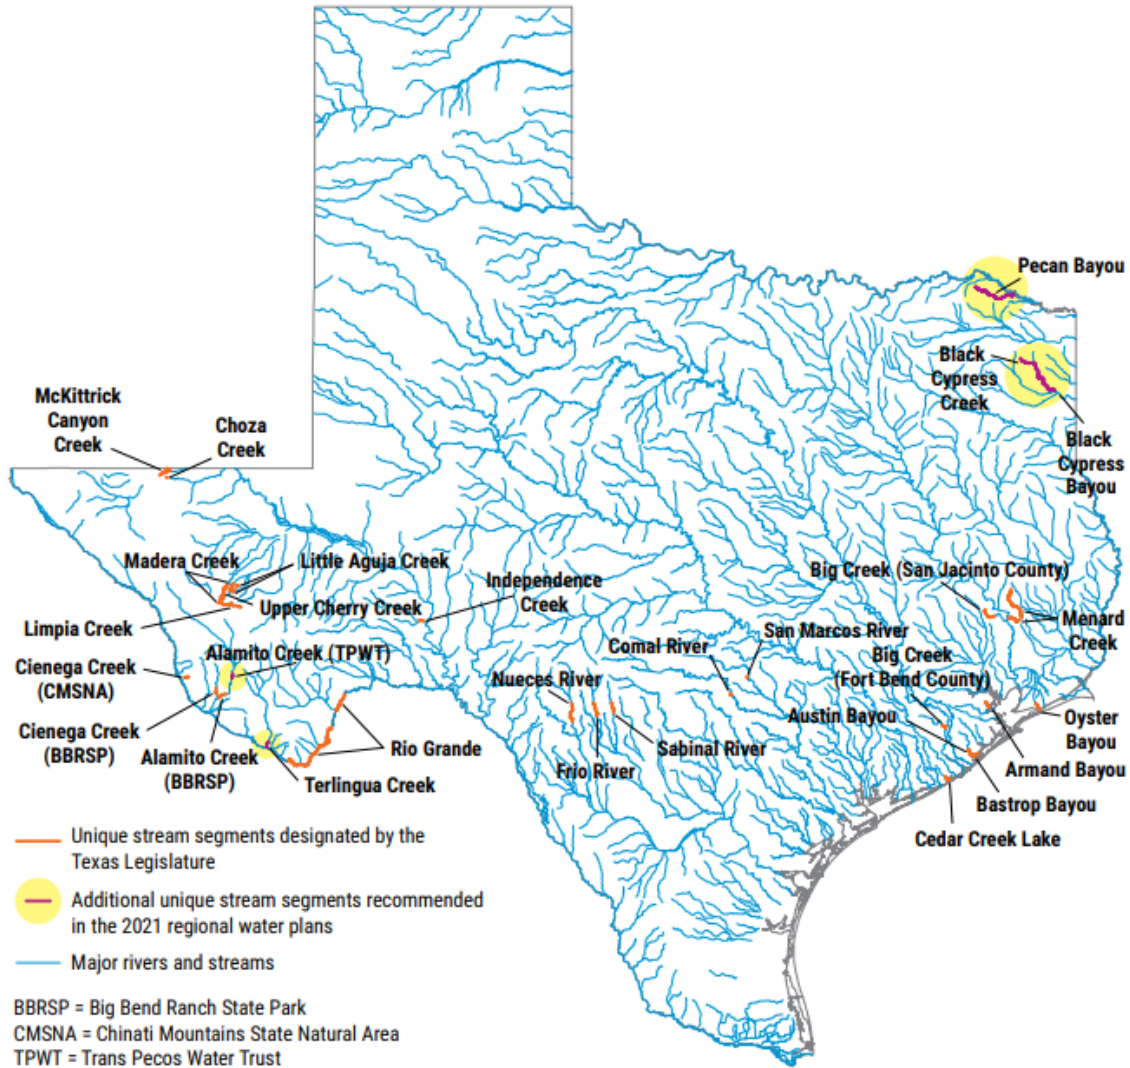 Pecan Bayou
Black
Cypress
Creek
Black
Cypress
Bayou
McKittrick
Canyon
Creek
Choza
Creek
Madera Creek
Little Aguja Creek
Independence
Creek
Upper Cherry Creek
Limpia Creek
Big Creek (San Jacinto County)
Menard
Creek
Alamito Creek (TPWT)
Cienega Creek
(CMSNA)
Comal River
San Marcos River
Big Creek
(Fort Bend County)
Nueces River
Austin Bayou
Oyster
Bayou
Cienega Creek
(BBRSP)
Alamito Creek
(BBRSP)
Rio Grande
Terlingua Creek
Sabinal River
Frio River
Armand Bayou
Bastrop Bayou
Cedar Creek Lake
Unique stream segments designated by the
Texas Legislature
Additional unique stream segments recommended
in the 2021 regional water plans
Major rivers and streams
BBRSP = Big Bend Ranch State Park
CMSNA = Chinati Mountains State Natural Area
TPWT = Trans Pecos Water Trust